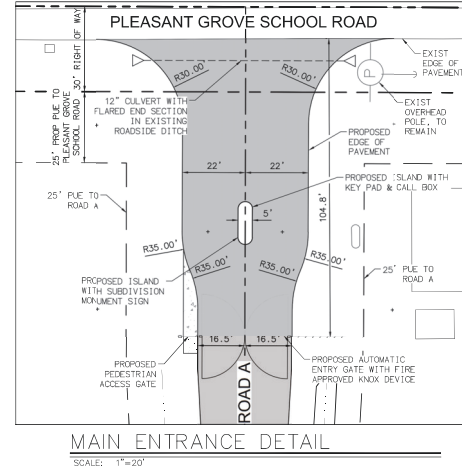 PLEASANT GROVE SCHOOL ROAD
30' RIGHT OF WAY
25' PROP PUE TO
PLEASANT GROVE
SCHOOL ROAD
R30.00'
R30.00'
EXIST
EDGE OF
PAVEMENT
P
12" CULVERT WITH
FLARED END SECTION
IN EXISTING
ROADSIDE DITCH
EXIST
OVERHEAD
POLE, TO
REMAIN
PROPOSED
EDGE OF
PAVEMENT
22'
22'
PROPOSED ISLAND WITH
KEY PAD & CALL BOX
25' PUE TO
ROAD A
5'
104.8'
R35.00'
R35.00'
R35.00'
R35.00'
PROPOSED ISLAND
WITH SUBDIVISION
MONUMENT SIGN
25' PUE TO
ROAD A
16.5'
16.5'
PROPOSED
PEDESTRIAN
ACCESS GATE
PROPOSED AUTOMATIC
ENTRY GATE WITH FIRE
APPROVED KNOX DEVICE
ROAD A
MAIN ENTRANCE DETAIL
SCALE: 1"=20'